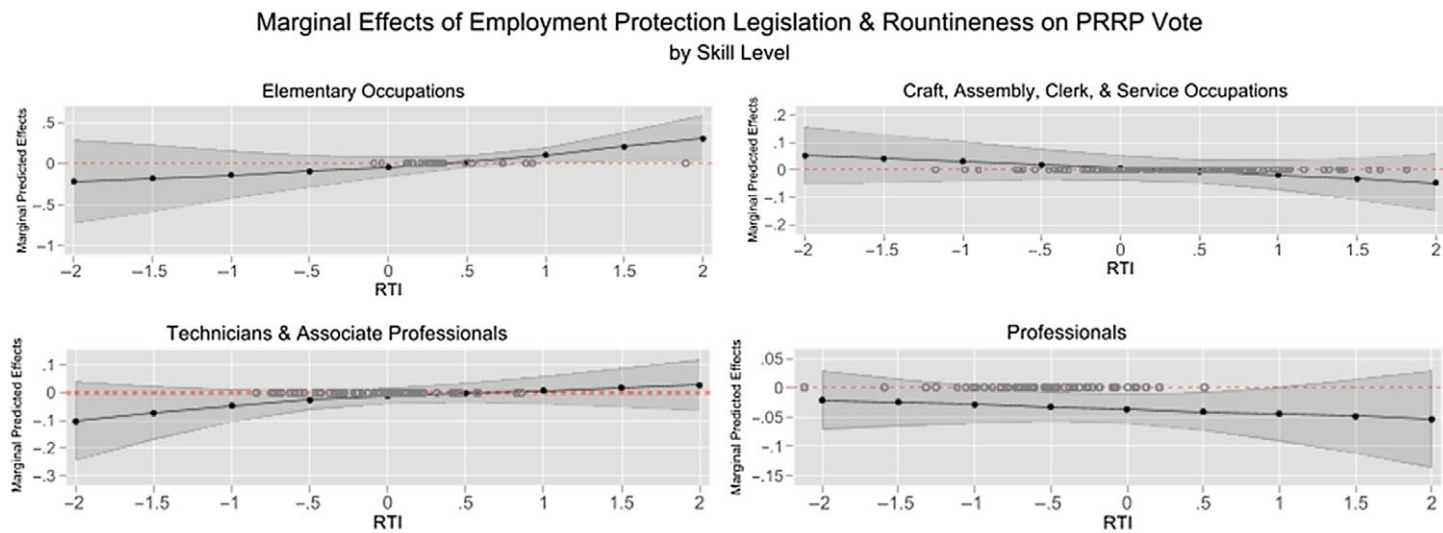 Marginal Effects of Employment Protection Legislation & Rountineness on PRRP Vote
by Skill Level
Elementary Occupations
Marginal Predicted Effects
.5
0
–.5
–1
–2 –1.5 –1 –.5 0 .5 1 1.5 2
RTI
Craft, Assembly, Clerk, & Service Occupations
Marginal Predicted Effects
.2
.1
0
–.1
–.2
–2 –1.5 –1 –.5 0 .5 1 1.5 2
RTI
Technicians & Associate Professionals
Marginal Predicted Effects
.1
0
–.1
–.2
–.3
–2 –1.5 –1 –.5 0 .5 1 1.5 2
RTI
Professionals
Marginal Predicted Effects
.05
0
–.05
–.1
–.15
–2 –1.5 –1 –.5 0 .5 1 1.5 2
RTI